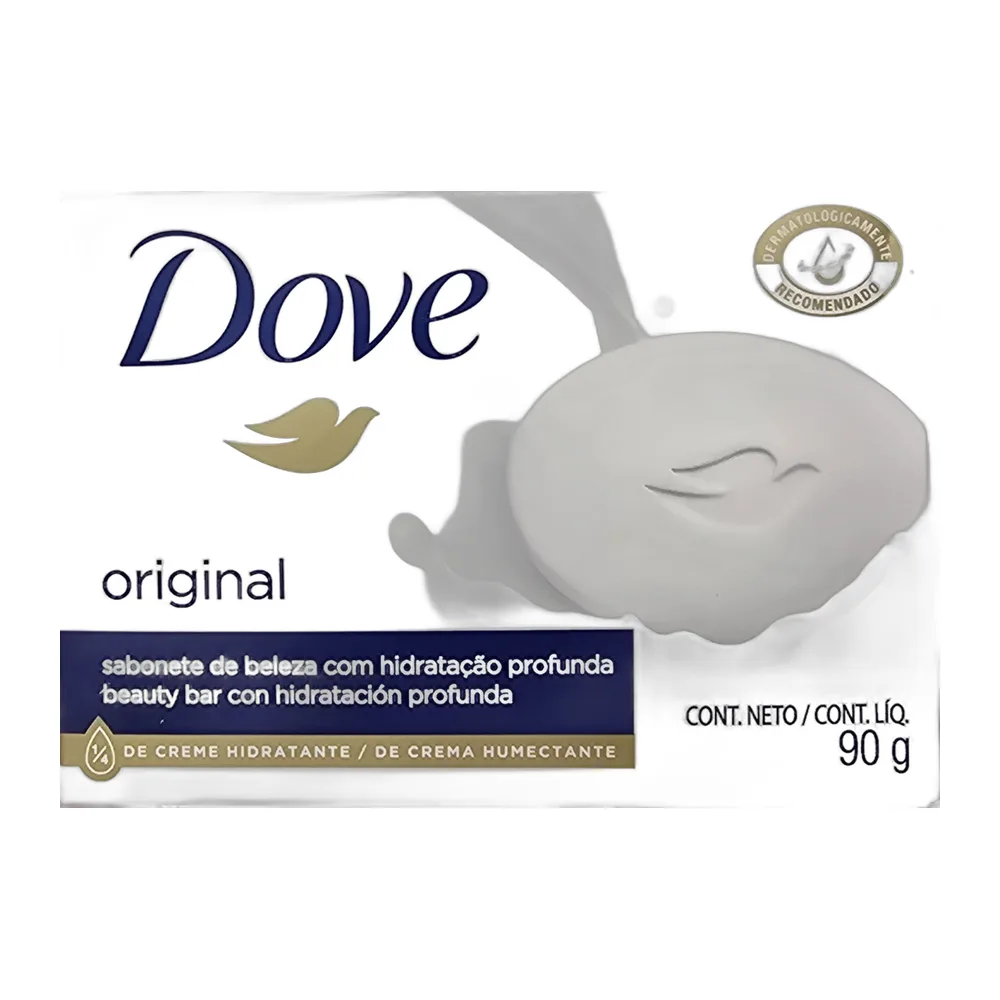 Dove
DERMATOLOGICAMENTE
RECOMENDADO
original
sabonete de beleza com hidratação profunda
beauty bar con hidratación profunda
1/4 DE CREME HIDRATANTE / DE CREMA HUMECTANTE
CONT. NETO / CONT. LÍQ.
90 g